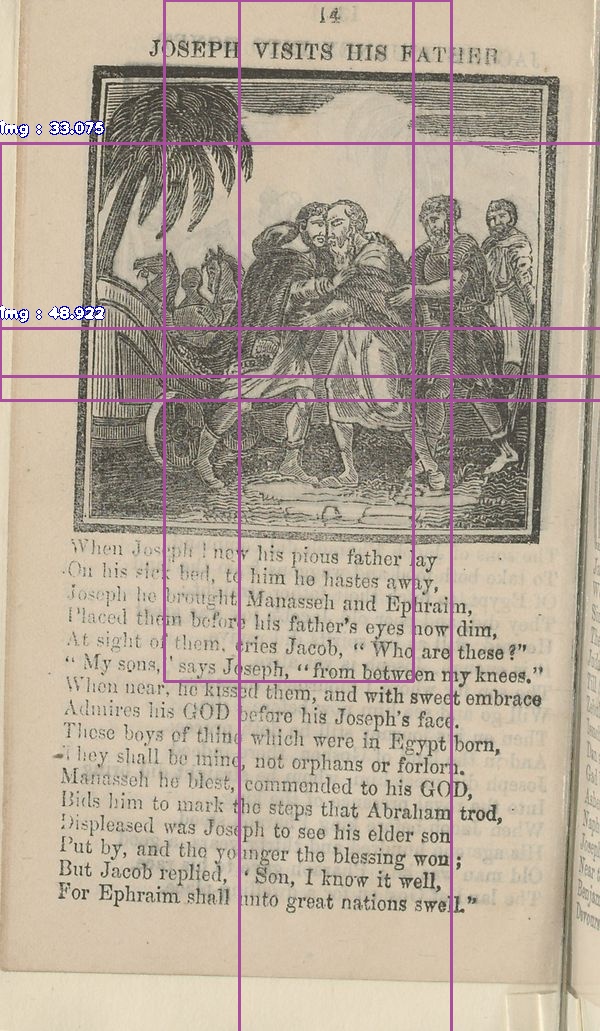 14
JOSEPH VISITS HIS FATHER
Img : 33.075
Img : 48.922
When Joseph knew his pious father lay
On his sick bed, to him he hastes away,
Joseph he brought Manasseh and Ephraim,
Placed them before his father's eyes now dim,
At sight of them, cries Jacob, “Who are these?”
“My sons,' says Joseph, “from between my knees.”
When near, he kissed them, and with sweet embrace
Admires his GOD before his Joseph's face.
These boys of thine which were in Egypt born,
They shall be mine, not orphans or forlorn.
Manasseh he blest, commended to his GOD,
Bids him to mark the steps that Abraham trod,
Displeased was Joseph to see his elder son
Put by, and the younger the blessing won;
But Jacob replied, ‘Son, I know it well,
For Ephraim shall unto great nations swell.”